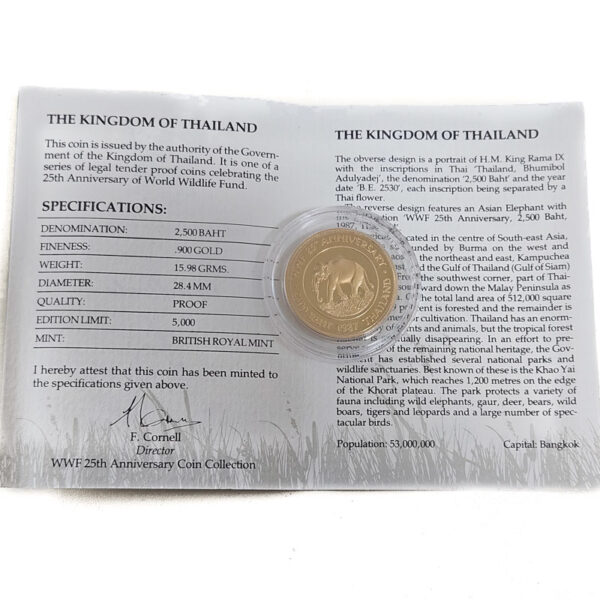 THE KINGDOM OF THAILAND
This coin is issued by the authority of the Govern-
ment of the Kingdom of Thailand. It is one of a
series of legal tender proof coins celebrating the
25th Anniversary of World Wildlife Fund.
SPECIFICATIONS:
DENOMINATION: 2,500 BAHT
FINENESS: .900 GOLD
WEIGHT: 15.98 GRMS.
DIAMETER: 28.4 MM
QUALITY: PROOF
EDITION LIMIT: 5,000
MINT: BRITISH ROYAL MINT
I hereby attest that this coin has been minted to
the specifications given above.
F. Cornell
Director
WWF 25th Anniversary Coin Collection
ANNIVERSARY
1987 THAILAND
THE KINGDOM OF THAILAND
The obverse design is a portrait of H.M. King Rama IX
with the inscriptions in Thai 'Thailand, Bhumibol
Adulyadej', the denomination '2,500 Baht' and the year
date 'B.E. 2530', each inscription being separated by a
Thai flower.
The reverse design features an Asian Elephant with
'WWF 25th Anniversary, 2,500 Baht,
1987,
located in the centre of South-east Asia,
by Burma on the west and
the northeast and east, Kampuchea
and the Gulf of Thailand (Gulf of Siam)
the southwest corner, part of Thai-
down the Malay Peninsula as
The total land area of 512,000 square
is forested and the remainder is
cultivation. Thailand has an enorm-
and animals, but the tropical forest
disappearing. In an effort to pre-
of the remaining national heritage, the Gov-
has established several national parks and
wildlife sanctuaries. Best known of these is the Khao Yai
National Park, which reaches 1,200 metres on the edge
of the Khorat plateau. The park protects a variety of
fauna including wild elephants, gaur, deer, bears, wild
boars, tigers and leopards and a large number of spec-
tacular birds.
Population: 53,000,000 Capital: Bangkok